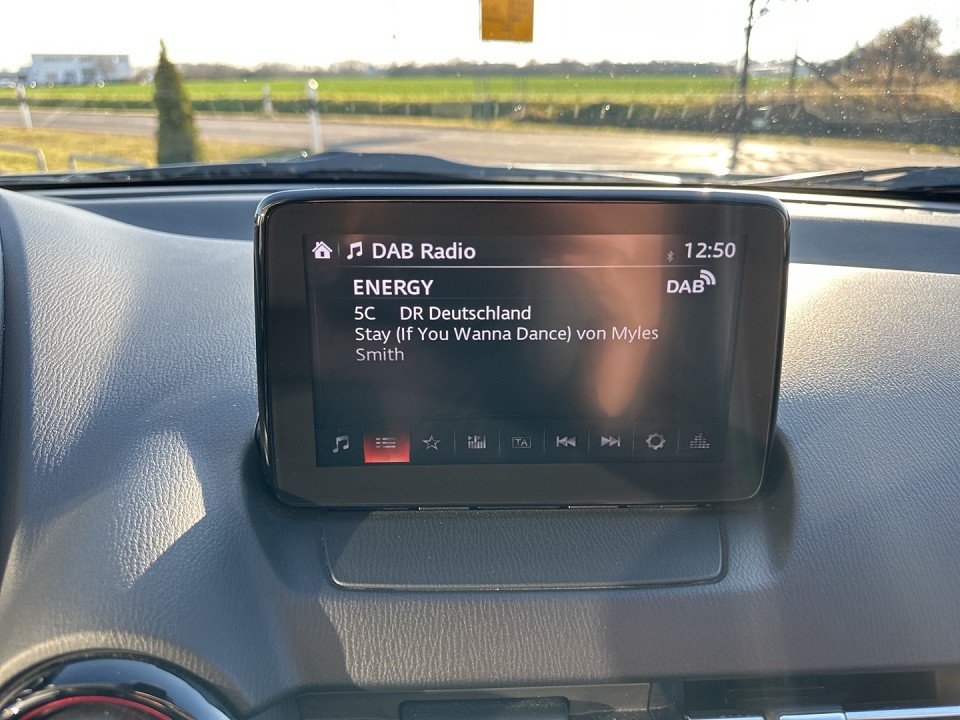 DAB Radio 12:50
ENERGY DAB
5C DR Deutschland
Stay (If You Wanna Dance) von Myles
Smith
TA